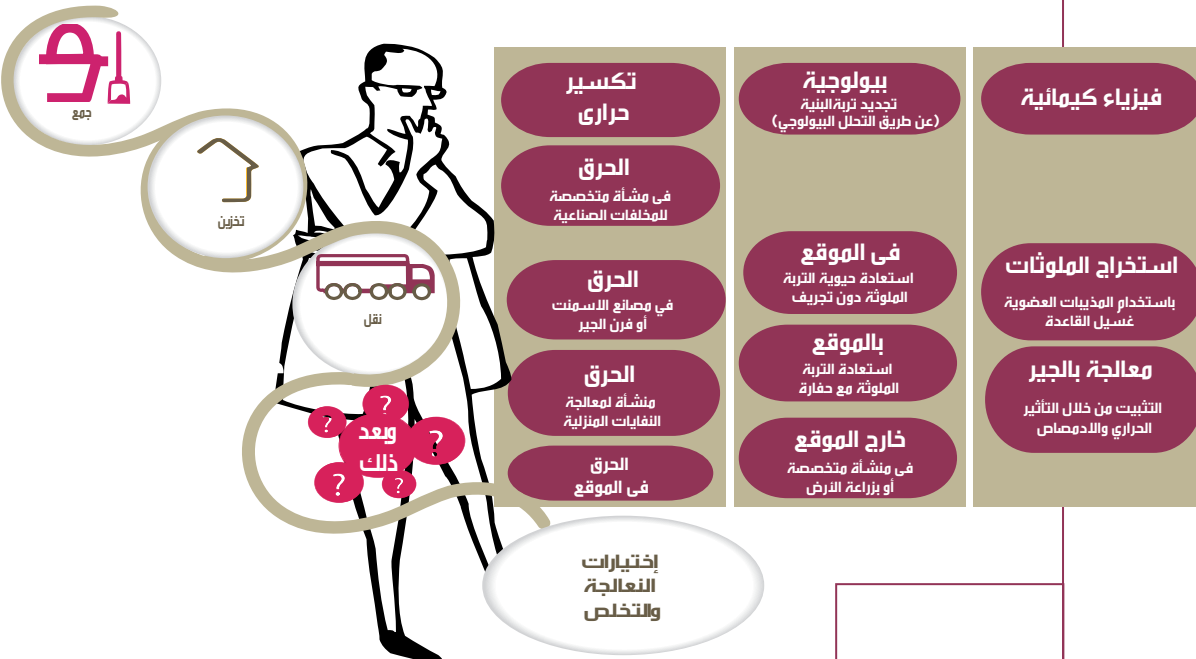 جمع
تخزين
نقل
وبعد
ذلك
?
?
?
?
?
إختيارات
النعالجة
والتخلص
تكسير
حرارى
الحرق
فى مشأة متخصصة
للمخلفات الصناعية
الحرق
في مصانع الاسمنت
أو فرن الجير
الحرق
منشأة لمعالجة
النفايات المنزلية
الحرق
فى الموقع
بيولوجية
تجديد تربةالبنية
(عن طريق التحلل البيولوجي)
فى الموقع
استعادة حيوية التربة
الملوثة دون تجريف
بالموقع
استعادة التربة
الملوثة مع حفارة
خارج الموقع
فى منشأة متخصصة
أو بزراعة الأرض
فيزياء كيمائية
استخراج الملوثات
باستخدام المذيبات العضوية
غسيل القاعدة
معالجة بالجير
التثبيت من خلال التأثير
الحراري والادمصاص